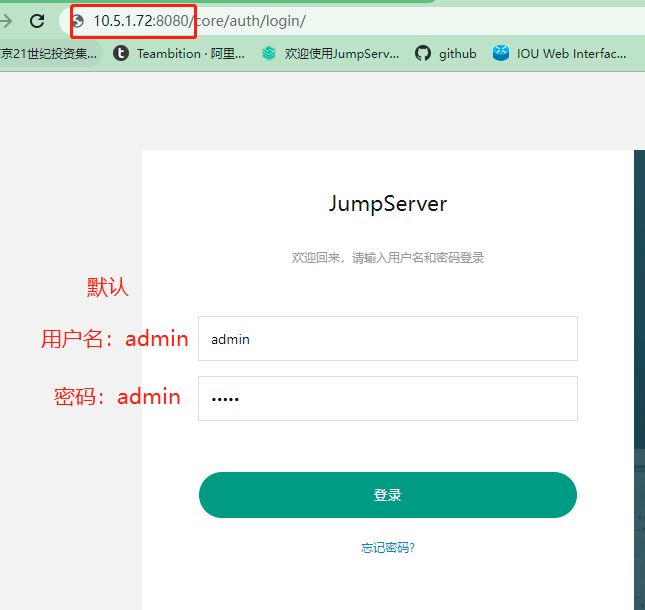 10.5.1.72:8080/core/auth/login/
京21世纪投资集...
Teambition · 阿里...
欢迎使用JumpServ...
github
IOU Web Interfac...
JumpServer
欢迎回来，请输入用户名和密码登录
默认
用户名：admin
admin
密码：admin
•••••
登录
忘记密码?